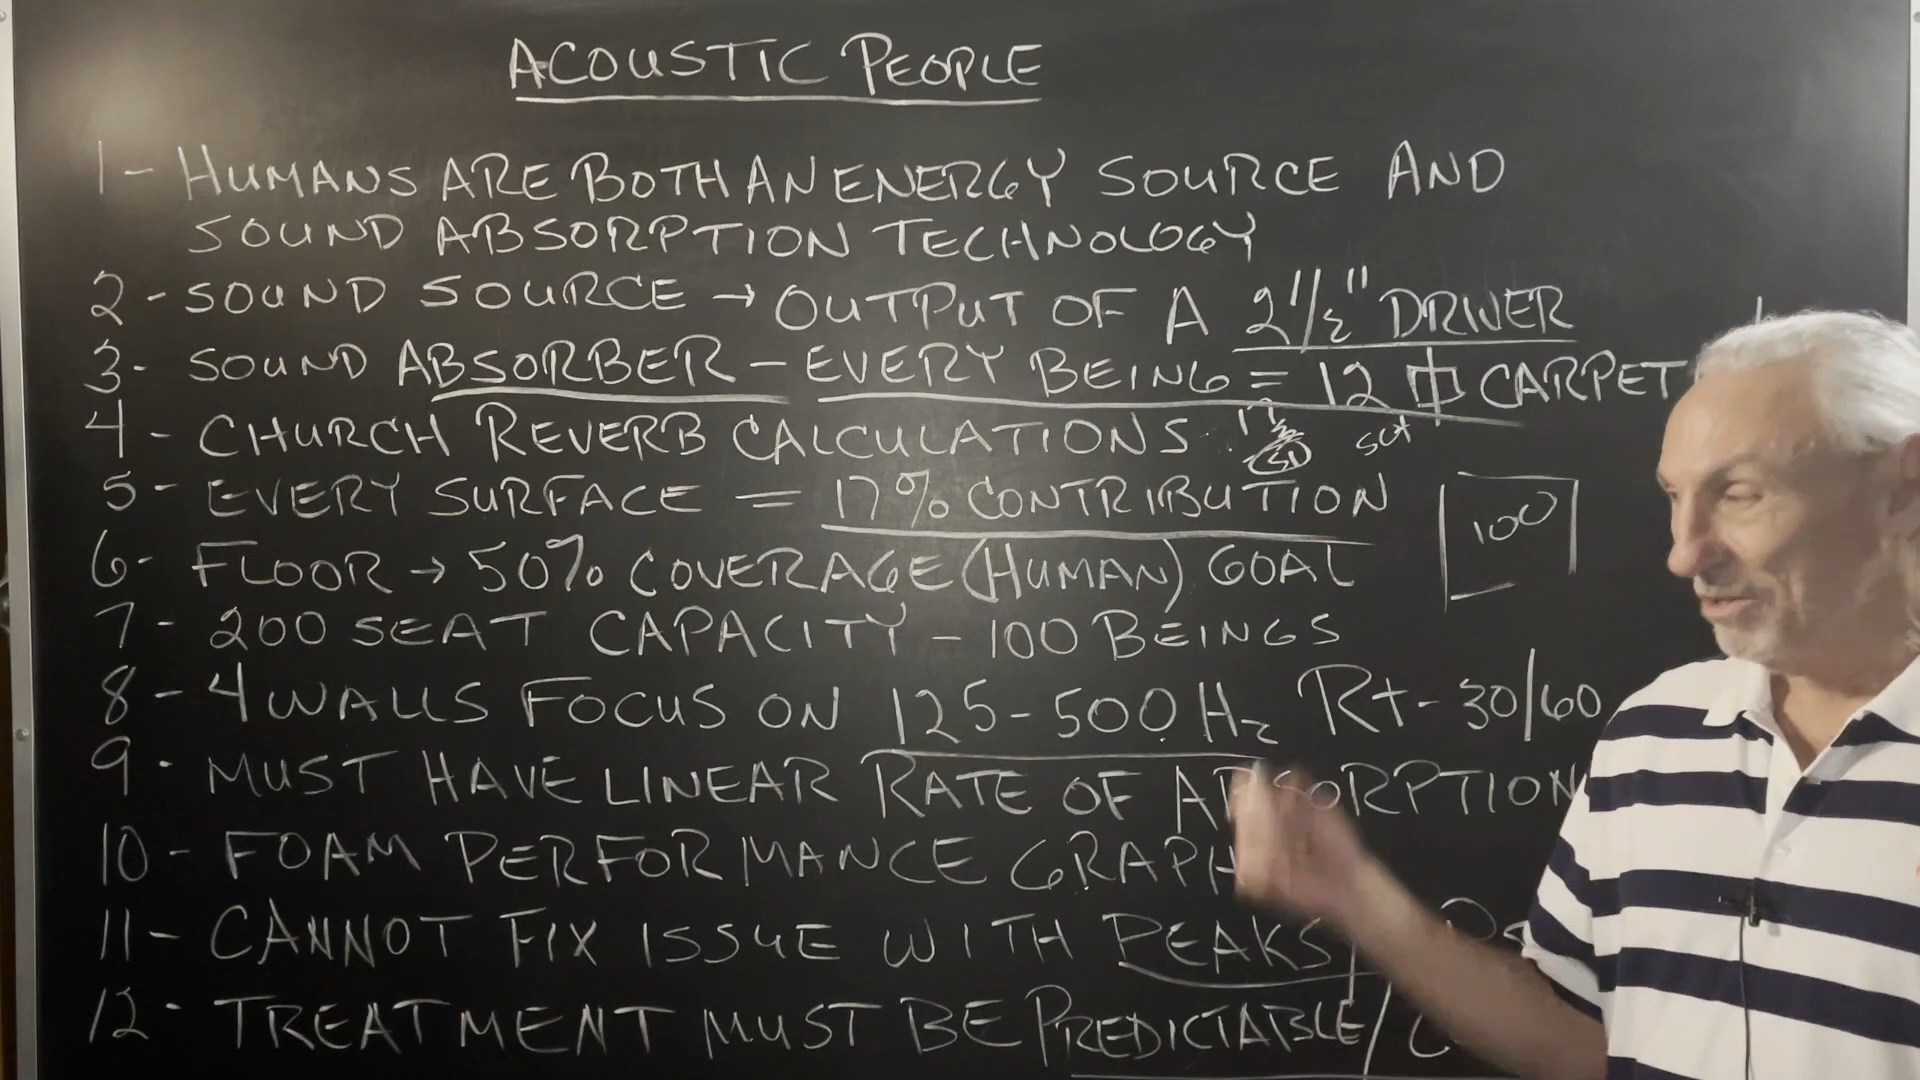 ACOUSTIC PEOPLE
1- HUMANS ARE BOTH AN ENERGY SOURCE AND
SOUND ABSORPTION TECHNOLOGY
2-SOUND SOURCE → OUTPUT OF A 2 1/2" DRIVER
3- SOUND ABSORBER - EVERY BEING = 12 CARPET
4- CHURCH REVERB CALCULATIONS
5- EVERY SURFACE = 17% CONTRIBUTION
100
6- FLOOR → 50% COVERAGE (HUMAN) GOAL
7- 200 SEAT CAPACITY - 100 BEINGS
8-4 WALLS FOCUS ON 125-500 Hz Rt-30/60
9- MUST HAVE LINEAR RATE OF ABSORPTION
10- FOAM PERFORMANCE GRAPH
11- CANNOT FIX ISSUE WITH PEAKS/
12- TREATMENT MUST BE PREDICTABLE/